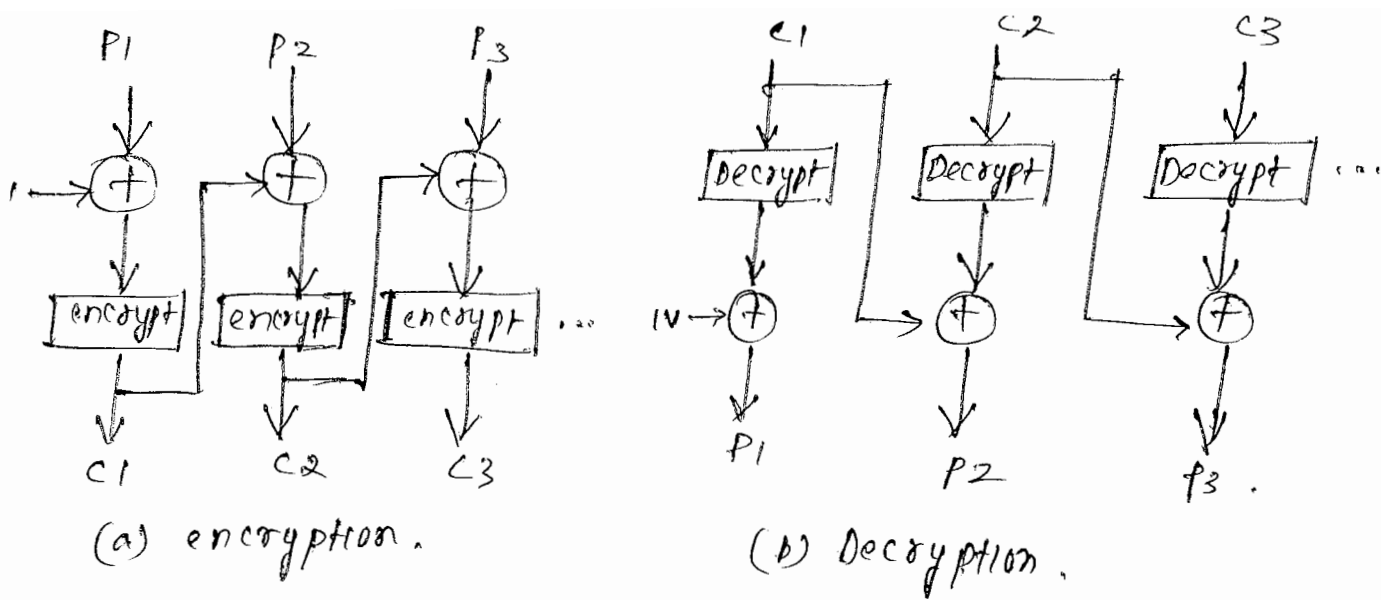 P1 P2 P3 C1 C2 C3
+ + + Decrypt Decrypt Decrypt ...
encrypt encrypt encrypt ... IV + + +
C1 C2 C3 P1 P2 P3 .
(a) encryption. (b) Decryption.